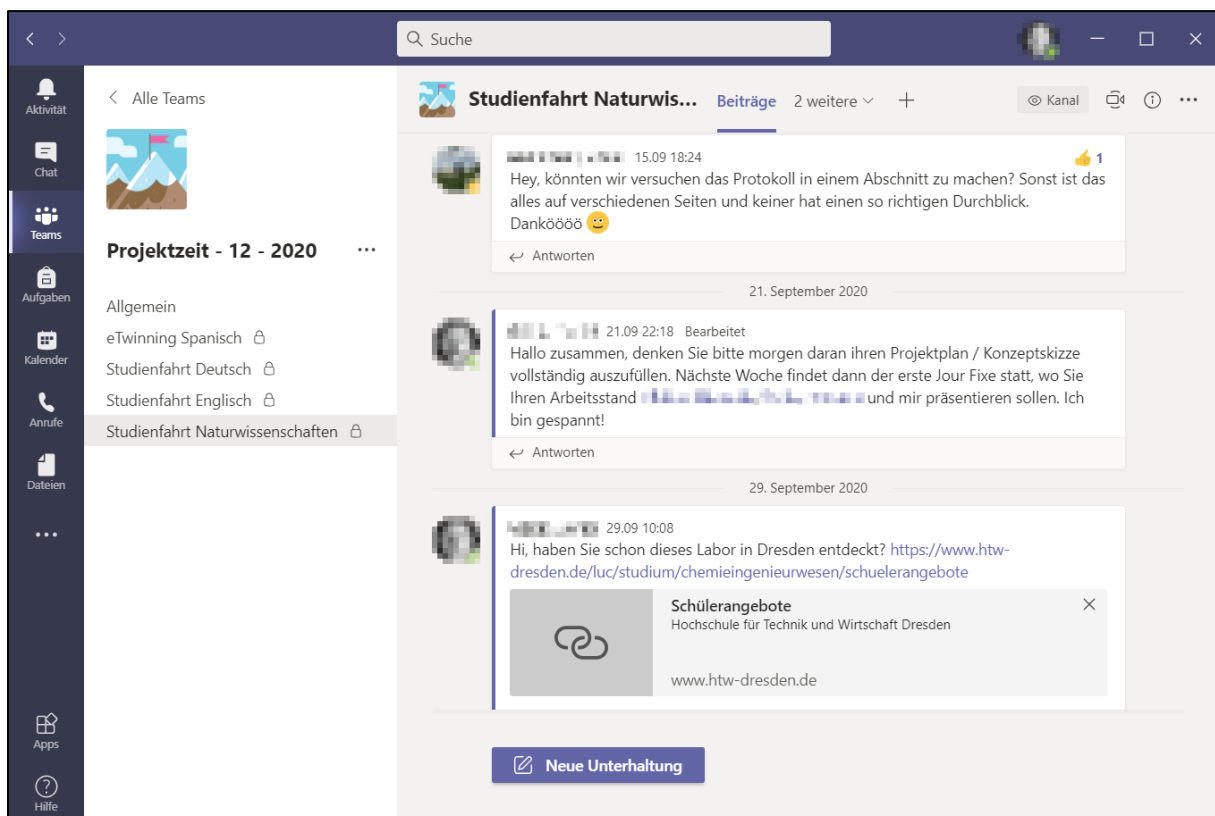 Suche
Aktivität
Chat
Teams
Aufgaben
Kalender
Anrufe
Dateien
Apps
Hilfe
Alle Teams
Projektzeit - 12 - 2020
Allgemein
eTwinning Spanisch
Studienfahrt Deutsch
Studienfahrt Englisch
Studienfahrt Naturwissenschaften
Studienfahrt Naturwis... Beiträge 2 weitere Kanal
15.09 18:24 1
Hey, könnten wir versuchen das Protokoll in einem Abschnitt zu machen? Sonst ist das
alles auf verschiedenen Seiten und keiner hat einen so richtigen Durchblick.
Dankööö
Antworten
21. September 2020
21.09 22:18 Bearbeitet
Hallo zusammen, denken Sie bitte morgen daran ihren Projektplan / Konzeptskizze
vollständig auszufüllen. Nächste Woche findet dann der erste Jour Fixe statt, wo Sie
Ihren Arbeitsstand und mir präsentieren sollen. Ich
bin gespannt!
Antworten
29. September 2020
29.09 10:08
Hi, haben Sie schon dieses Labor in Dresden entdeckt? https://www.htw-
dresden.de/luc/studium/chemieingenieurwesen/schuelerangebote
Schülerangebote
Hochschule für Technik und Wirtschaft Dresden
www.htw-dresden.de
Neue Unterhaltung